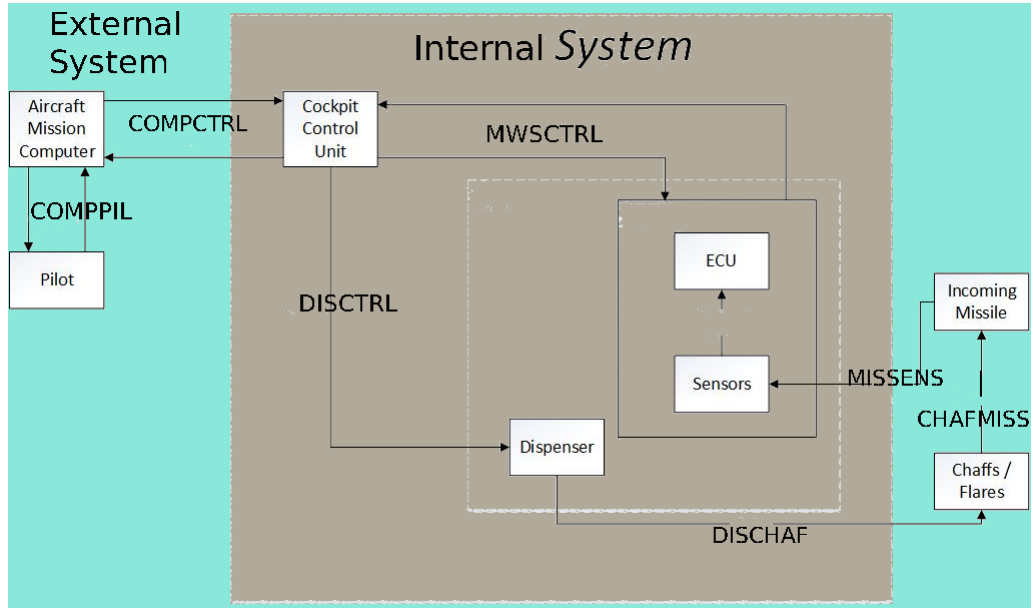 External
System
Internal System
Aircraft
Mission
Computer
COMPCTRL
Cockpit
Control
Unit
MWSCTRL
COMPPIL
Pilot
ECU
DISCTRL
Incoming
Missile
Sensors
MISSENS
CHAFMISS
Dispenser
Chaffs /
Flares
DISCHAF